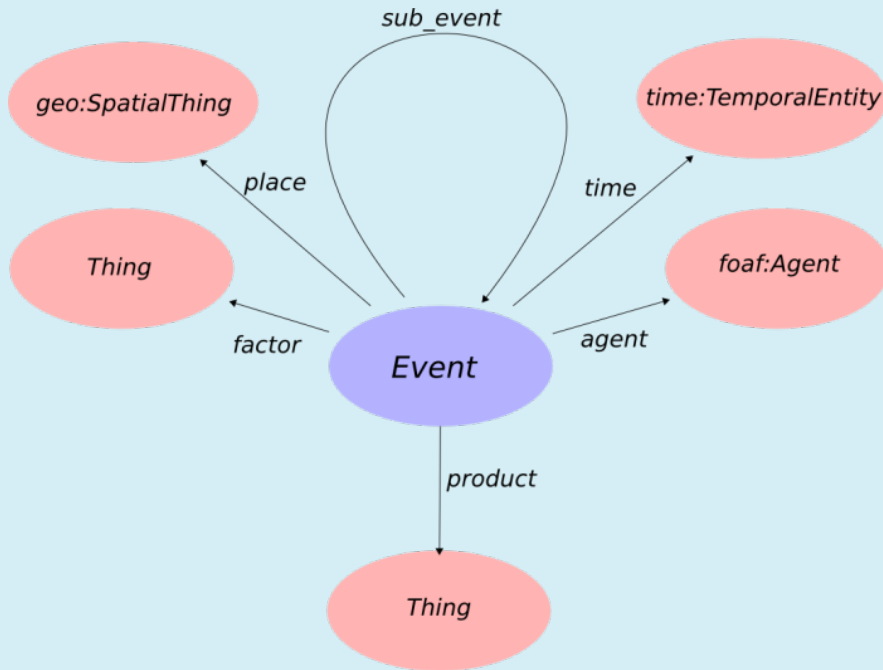 sub_event
geo:SpatialThing
time:TemporalEntity
place
time
Thing
foaf:Agent
factor
agent
Event
product
Thing